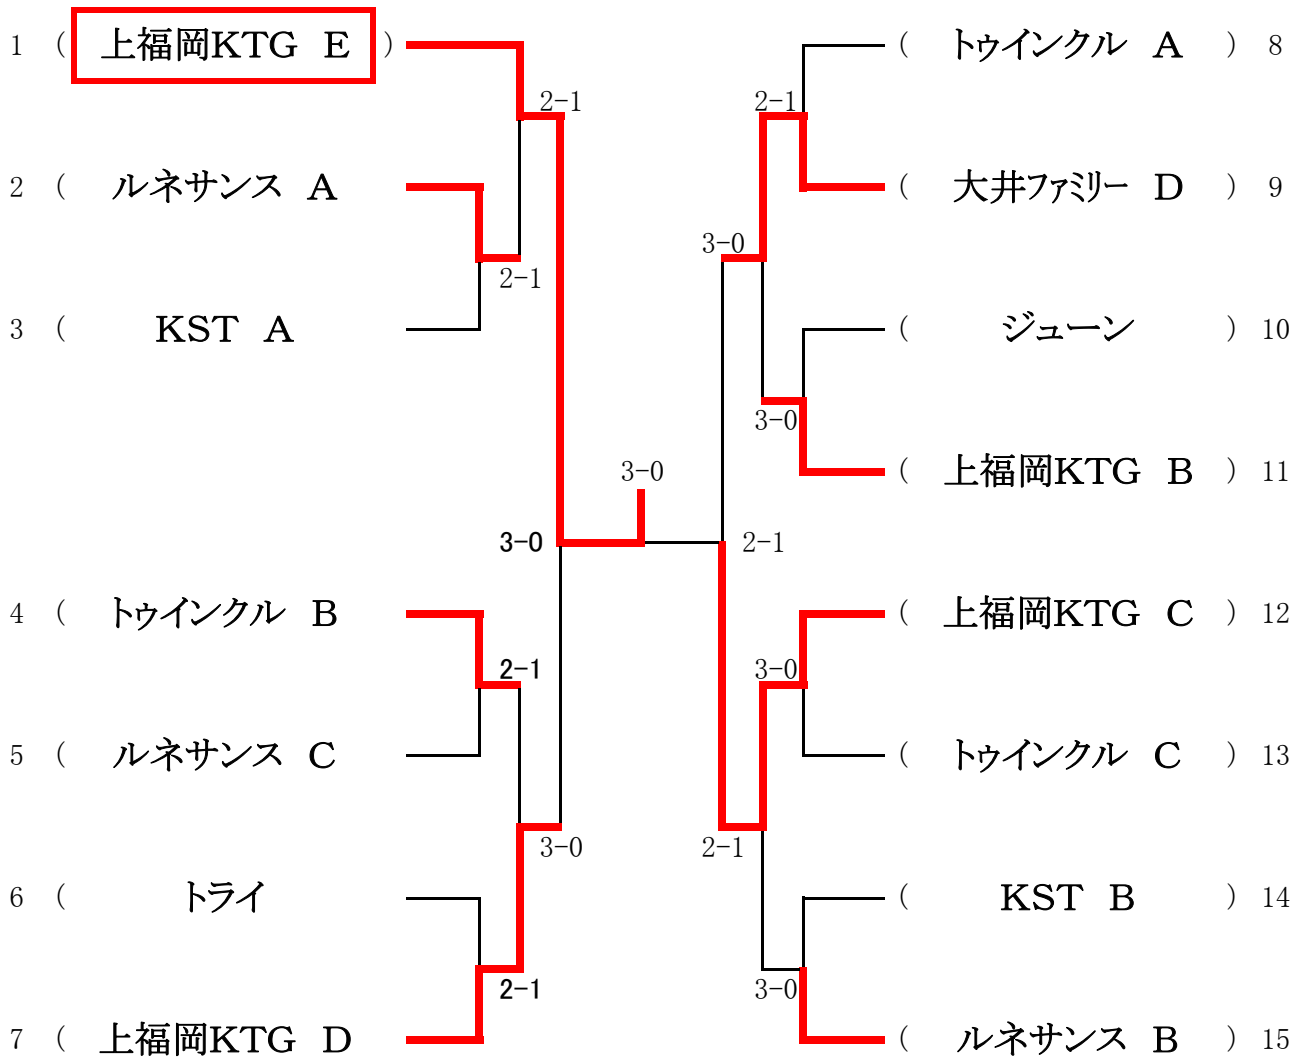 1 （ 上福岡KTG E ） （ トゥインクル A ） 8
2-1 2-1
2 （ ルネサンス A （ 大井ファミリー D ） 9
3-0
2-1
3 （ KST A （ ジューン ） 10
3-0
3-0 （ 上福岡KTG B ） 11
3-0 2-1
4 （ トゥインクル B （ 上福岡KTG C ） 12
2-1 3-0
5 （ ルネサンス C （ トゥインクル C ） 13
3-0 2-1
6 （ トライ （ KST B ） 14
2-1 3-0
7 （ 上福岡KTG D （ ルネサンス B ） 15